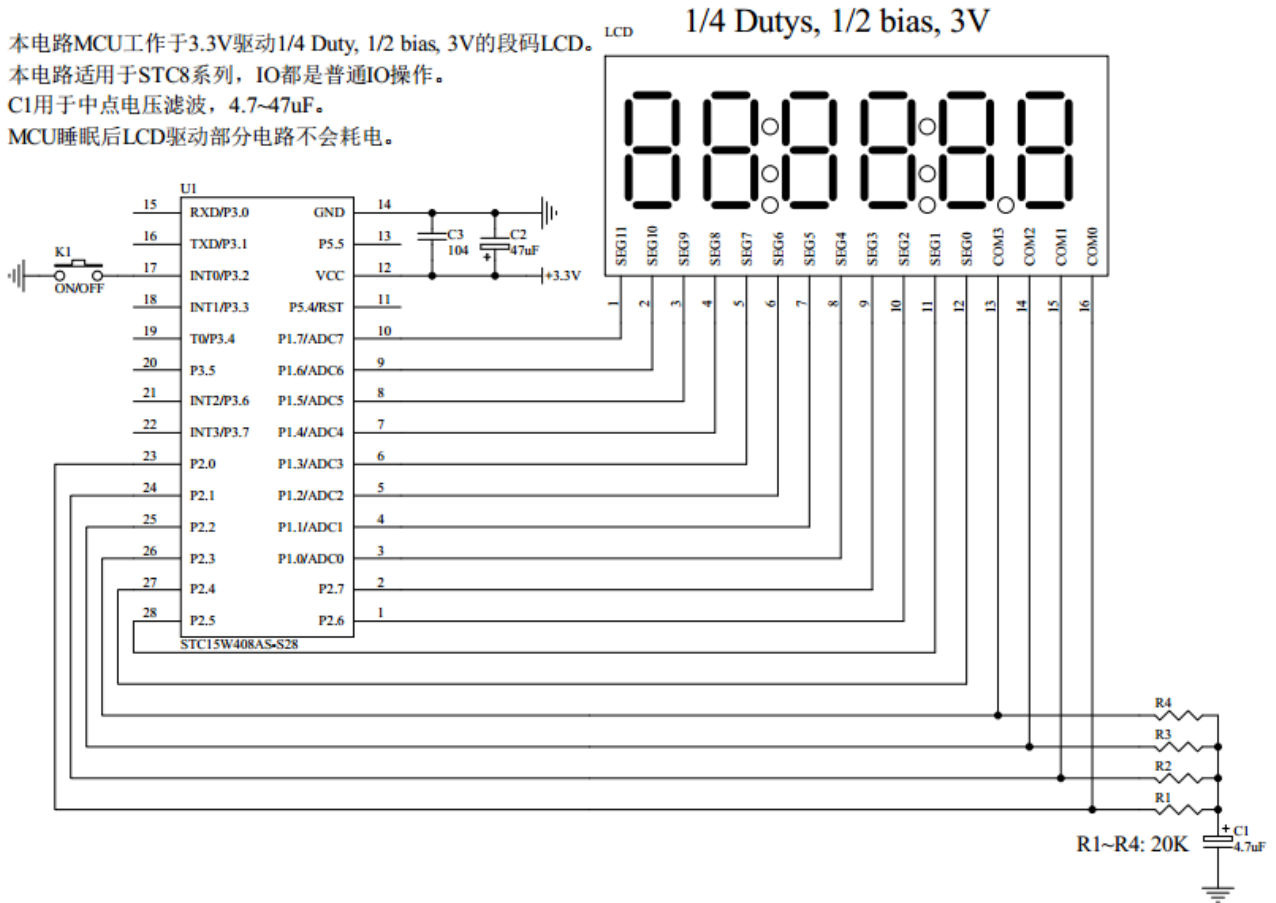 1/4 Dutys, 1/2 bias, 3V
本电路MCU工作于3.3V驱动1/4 Duty, 1/2 bias, 3V的段码LCD。
本电路适用于STC8系列，IO都是普通IO操作。
C1用于中点电压滤波，4.7~47uF。
MCU睡眠后LCD驱动部分电路不会耗电。
LCD
SEG11 SEG10 SEG9 SEG8 SEG7 SEG6 SEG5 SEG4 SEG3 SEG2 SEG1 SEG0 COM3 COM2 COM1 COM0
1 2 3 4 5 6 7 8 9 10 11 12 13 14 15 16
U1
15 RXD/P3.0 GND 14
16 TXD/P3.1 P5.5 13
17 INT0/P3.2 VCC 12
18 INT1/P3.3 P5.4/RST 11
19 T0/P3.4 P1.7/ADC7 10
20 P3.5 P1.6/ADC6 9
21 INT2/P3.6 P1.5/ADC5 8
22 INT3/P3.7 P1.4/ADC4 7
23 P2.0 P1.3/ADC3 6
24 P2.1 P1.2/ADC2 5
25 P2.2 P1.1/ADC1 4
26 P2.3 P1.0/ADC0 3
27 P2.4 P2.7 2
28 P2.5 P2.6 1
STC15W408AS-S28
K1
ON/OFF
C3
104
C2
+
47uF
+3.3V
R4
R3
R2
R1
R1~R4: 20K
+ C1
4.7uF